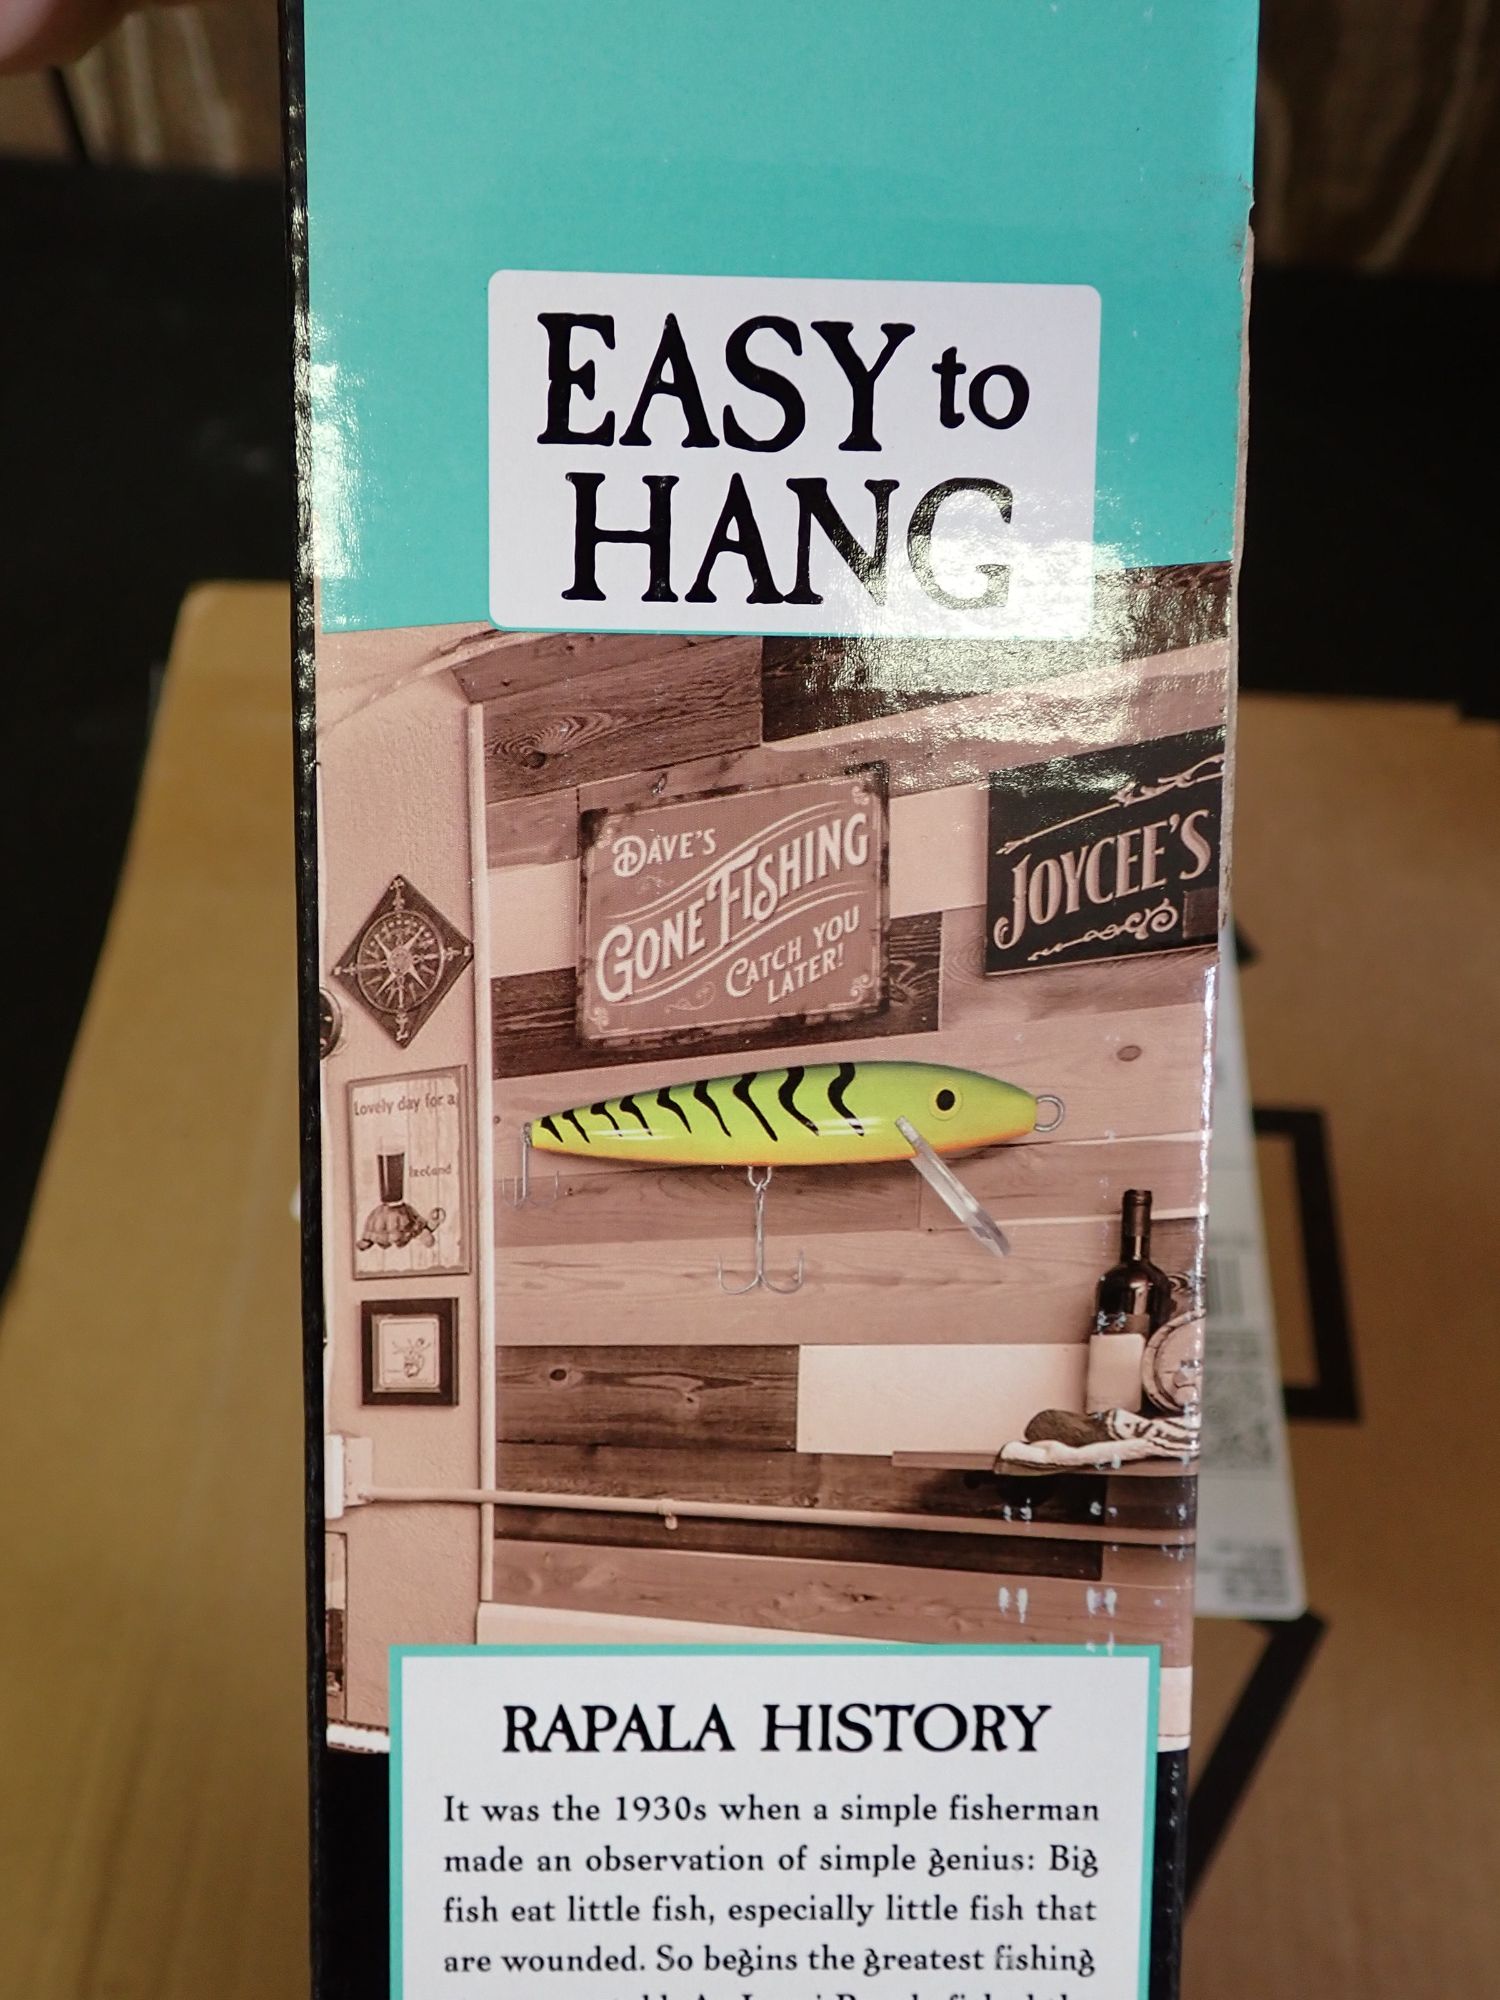 EASY to
HANG
DAVE'S
GONE FISHING
CATCH YOU
LATER!
JOYCEE'S
Lovely day for a
Ireland
RAPALA HISTORY
It was the 1930s when a simple fisherman
made an observation of simple genius: Big
fish eat little fish, especially little fish that
are wounded. So begins the greatest fishing